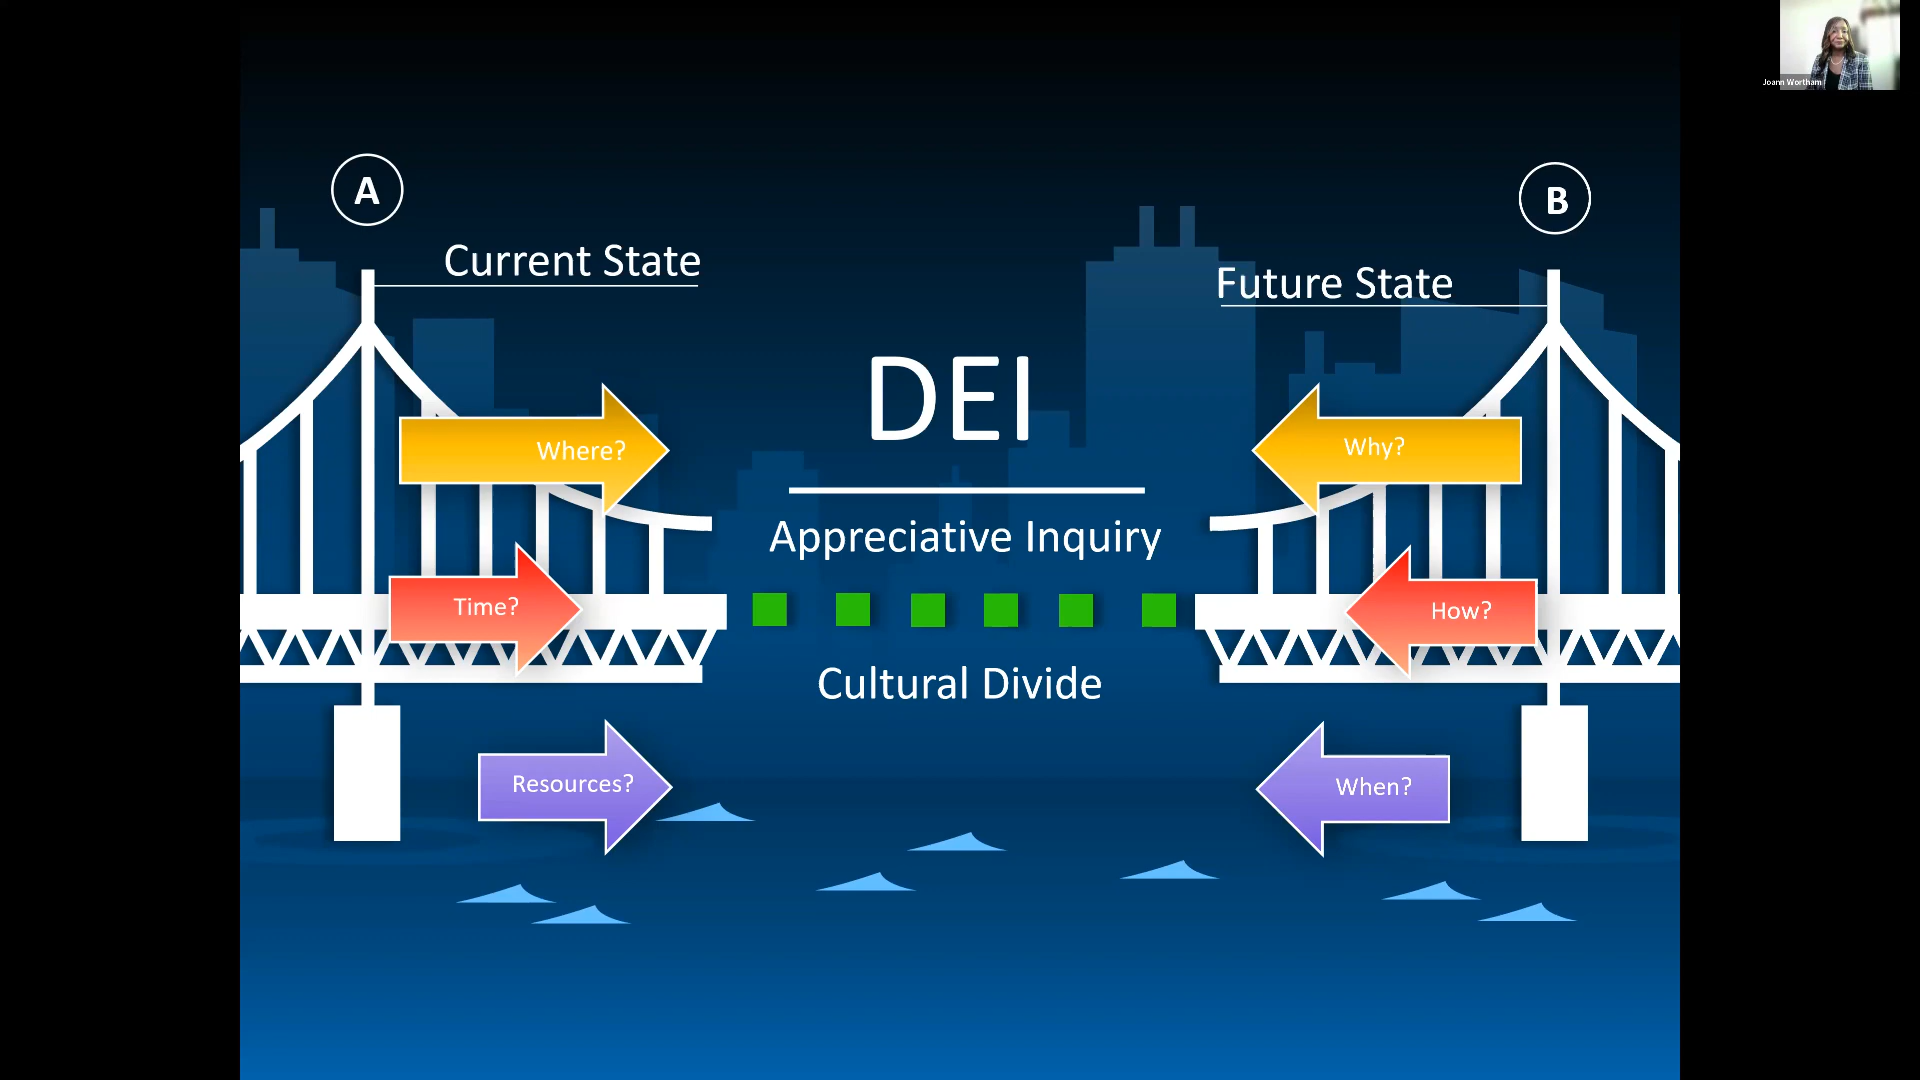 Joann Wortham
A
B
Current State
Future State
DEI
Where?
Why?
Appreciative Inquiry
Time?
How?
Cultural Divide
Resources?
When?